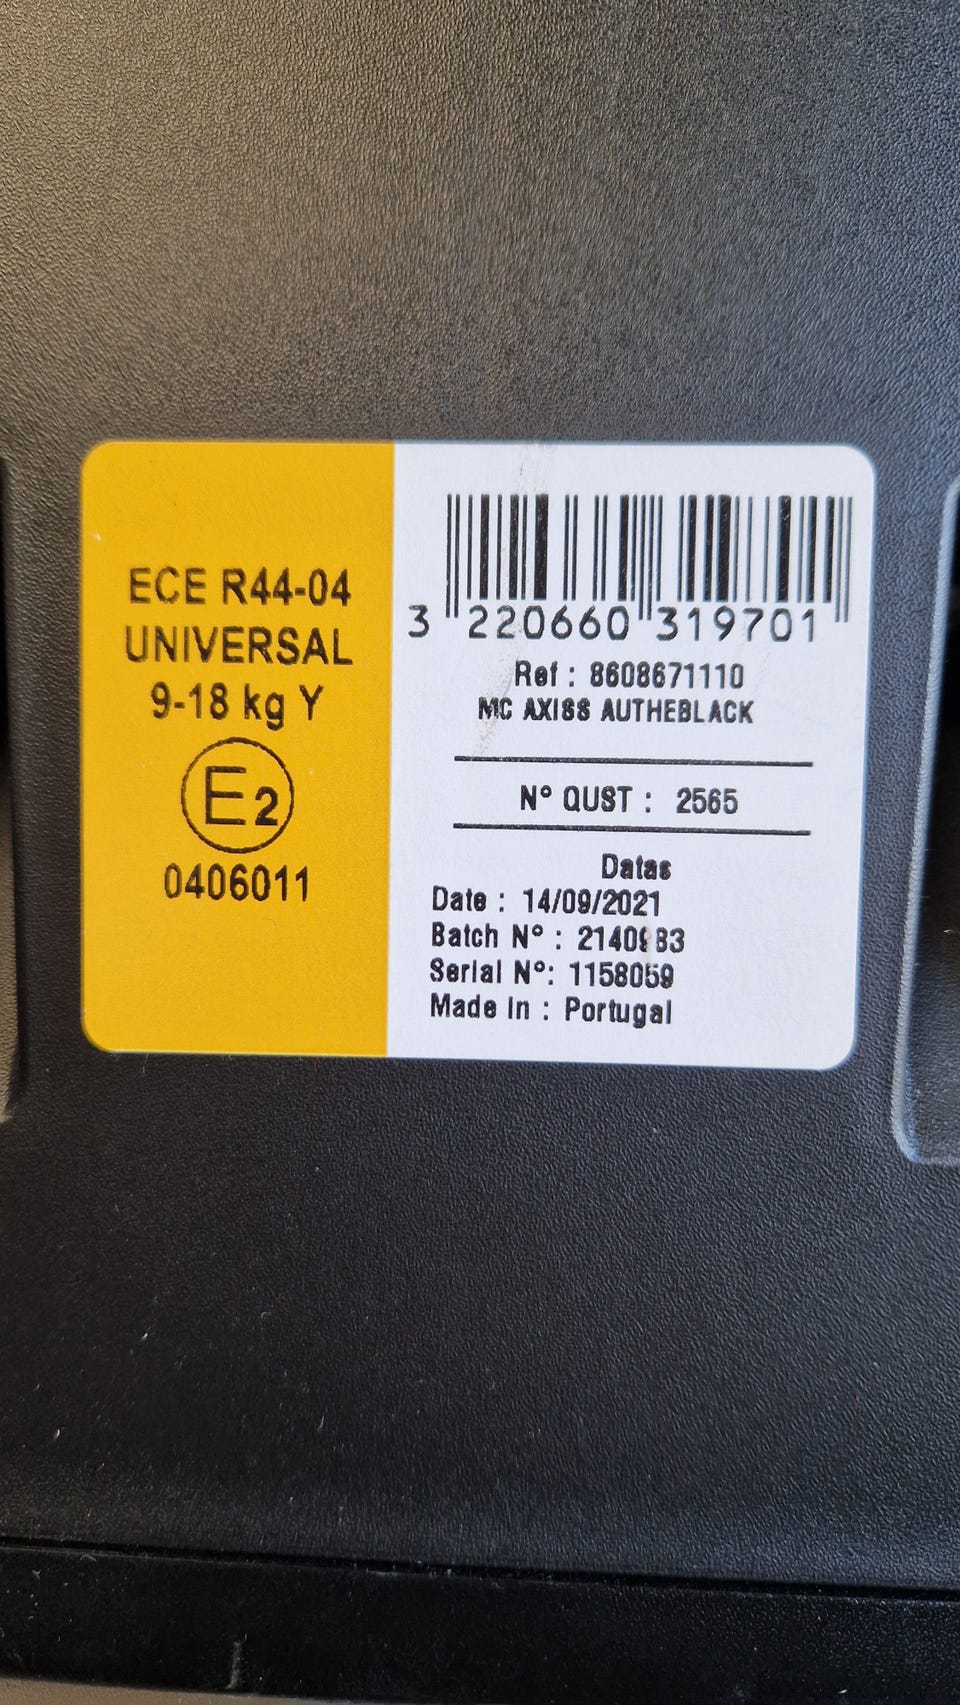 ECE R44-04
UNIVERSAL
9-18 kg Y
E2
0406011
3 220660 319701
Ref : 8608671110
MC AXISS AUTHEBLACK
N° QUST : 2565
Datas
Date : 14/09/2021
Batch N° :
Serial N°: 1158059
Made in : Portugal